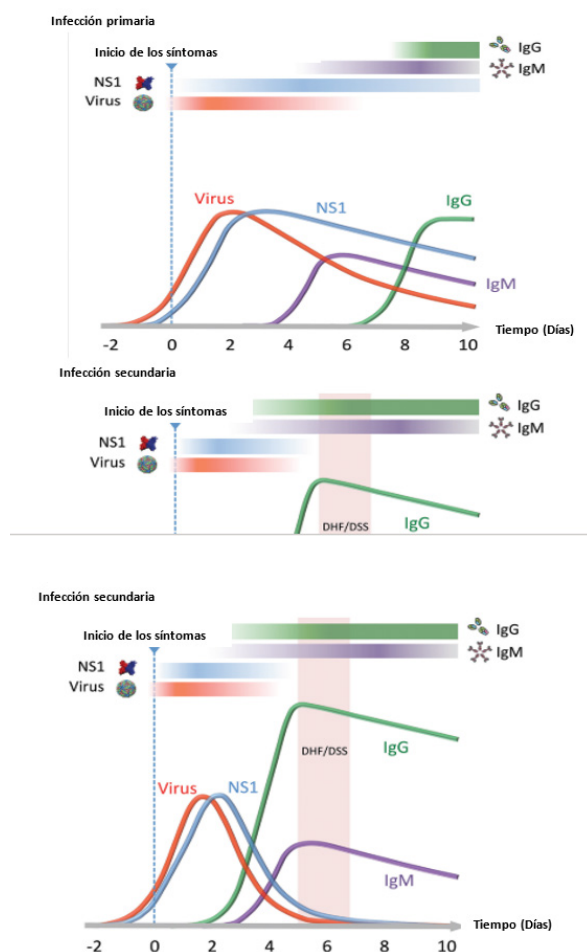 Infección primaria
Inicio de los síntomas
IgG
IgM
NS1
Virus
Virus
NS1
IgG
IgM
-2 0 2 4 6 8 10
Tiempo (Días)
Infección secundaria
Inicio de los síntomas
IgG
IgM
NS1
Virus
IgG
DHF/DSS
Infección secundaria
Inicio de los síntomas
IgG
IgM
NS1
Virus
DHF/DSS
IgG
Virus
NS1
IgM
-2 0 2 4 6 8 10
Tiempo (Días)